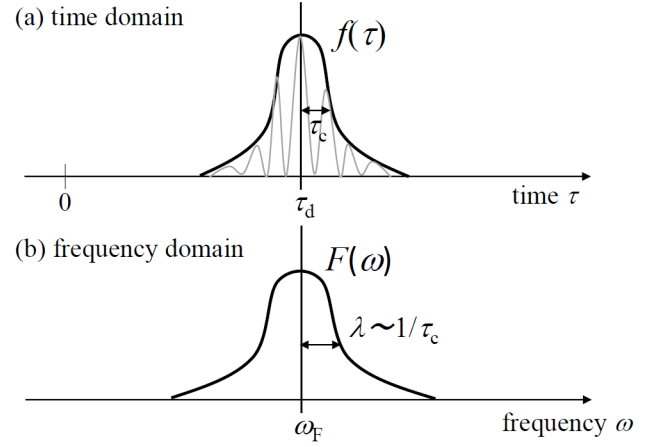 (a) time domain
f(τ)
τc
0
τd
time τ
(b) frequency domain
F(ω)
λ~1/τc
ωF
frequency ω